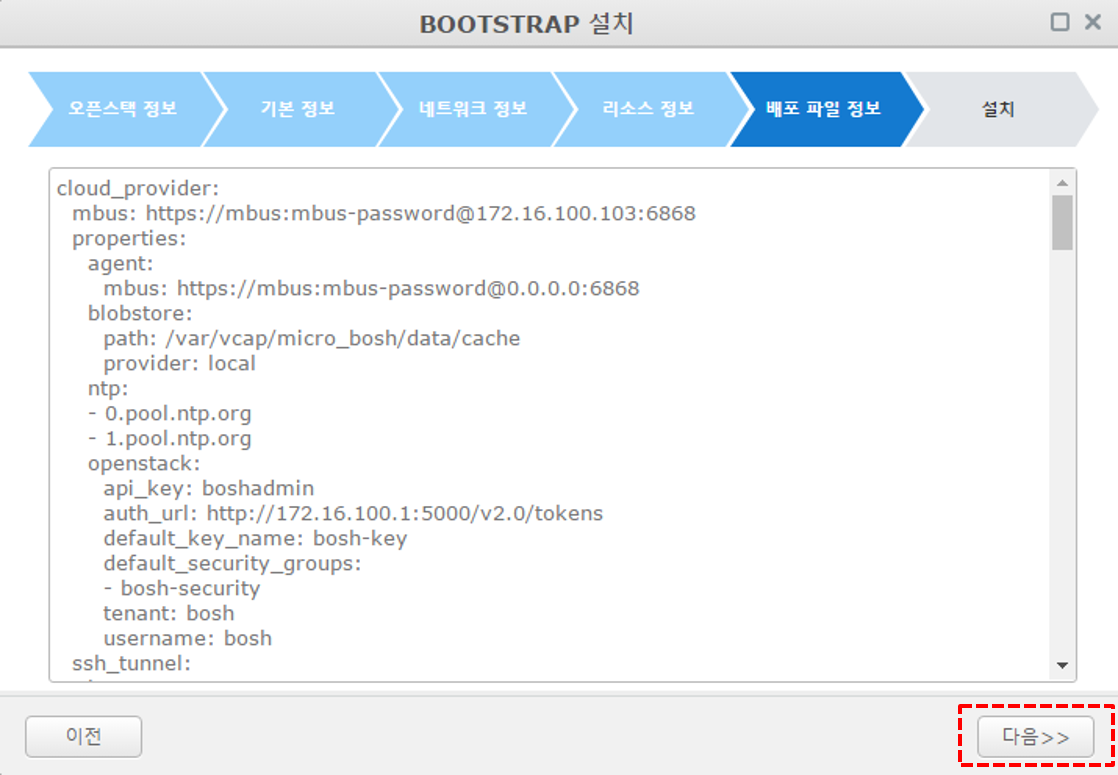 BOOTSTRAP 설치
오픈스택 정보
기본 정보
네트워크 정보
리소스 정보
배포 파일 정보
설치
cloud_provider:
mbus: https://mbus:mbus-password@172.16.100.103:6868
properties:
agent:
mbus: https://mbus:mbus-password@0.0.0.0:6868
blobstore:
path: /var/vcap/micro_bosh/data/cache
provider: local
ntp:
- 0.pool.ntp.org
- 1.pool.ntp.org
openstack:
api_key: boshadmin
auth_url: http://172.16.100.1:5000/v2.0/tokens
default_key_name: bosh-key
default_security_groups:
- bosh-security
tenant: bosh
username: bosh
ssh_tunnel:
이전
다음>>